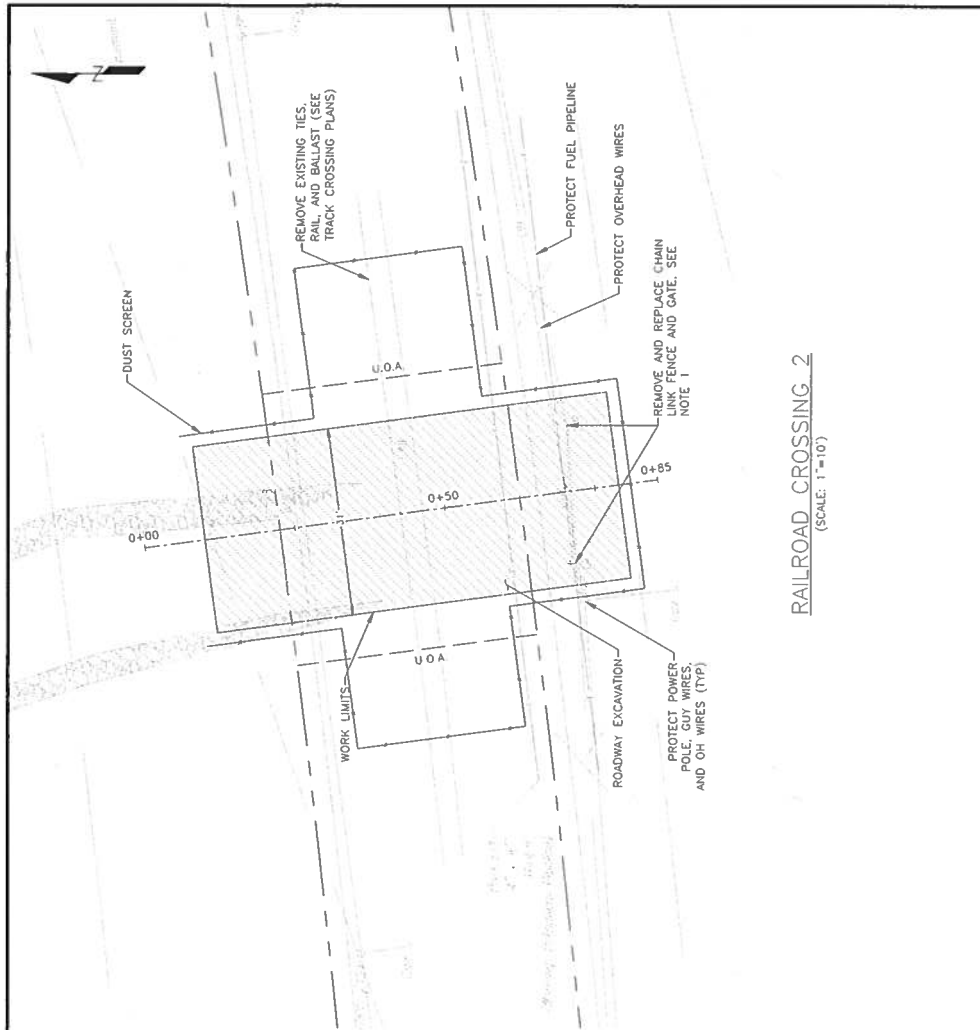 N
DUST SCREEN
REMOVE EXISTING TIES,
RAIL, AND BALLAST (SEE
TRACK CROSSING PLANS)
PROTECT FUEL PIPELINE
PROTECT OVERHEAD WIRES
REMOVE AND REPLACE CHAIN
LINK FENCE AND GATE. SEE
NOTE 1
U.O.A.
0+00
0+50
0+85
U.O.A.
WORK LIMITS
ROADWAY EXCAVATION
PROTECT POWER
POLE, GUY WIRES,
AND OH WIRES (TYP)
RAILROAD CROSSING 2
(SCALE: 1"=10')